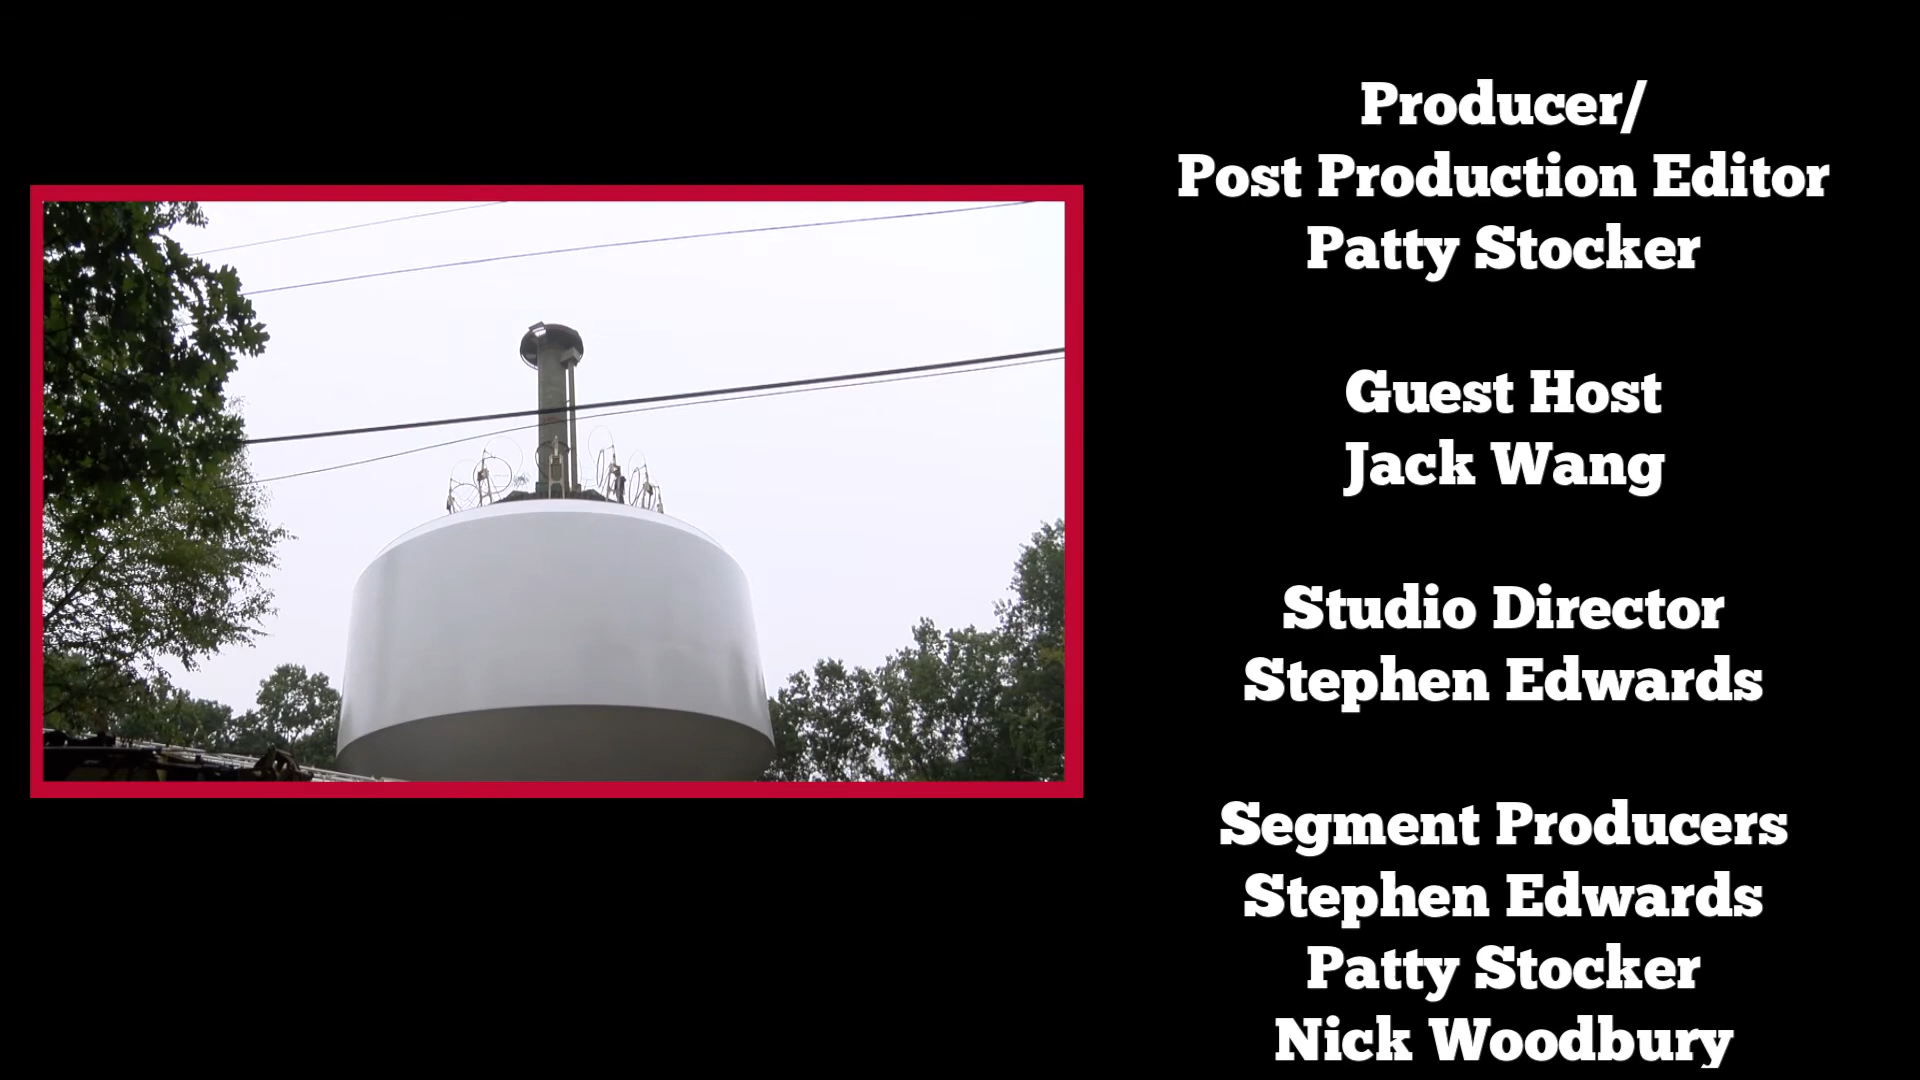 Producer/
Post Production Editor
Patty Stocker
Guest Host
Jack Wang
Studio Director
Stephen Edwards
Segment Producers
Stephen Edwards
Patty Stocker
Nick Woodbury